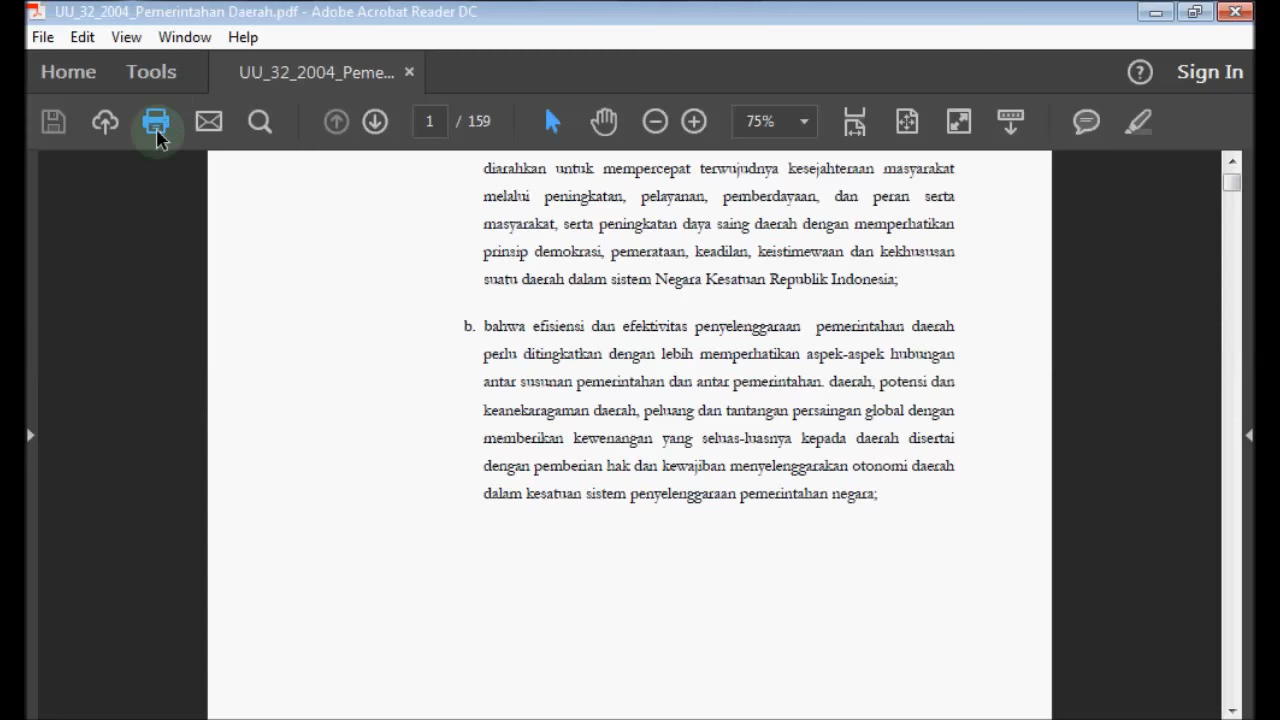 UU_32_2004_Pemerintahan Daerah.pdf - Adobe Acrobat Reader DC
File Edit View Window Help
Home Tools UU_32_2004_Peme... × ? Sign In
1 / 159 75%
diarahkan untuk mempercepat terwujudnya kesejahteraan masyarakat
melalui peningkatan, pelayanan, pemberdayaan, dan peran serta
masyarakat, serta peningkatan daya saing daerah dengan memperhatikan
prinsip demokrasi, pemerataan, keadilan, keistimewaan dan kekhususan
suatu daerah dalam sistem Negara Kesatuan Republik Indonesia;
b. bahwa efisiensi dan efektivitas penyelenggaraan pemerintahan daerah
perlu ditingkatkan dengan lebih memperhatikan aspek-aspek hubungan
antar susunan pemerintahan dan antar pemerintahan. daerah, potensi dan
keanekaragaman daerah, peluang dan tantangan persaingan global dengan
memberikan kewenangan yang seluas-luasnya kepada daerah disertai
dengan pemberian hak dan kewajiban menyelenggarakan otonomi daerah
dalam kesatuan sistem penyelenggaraan pemerintahan negara;